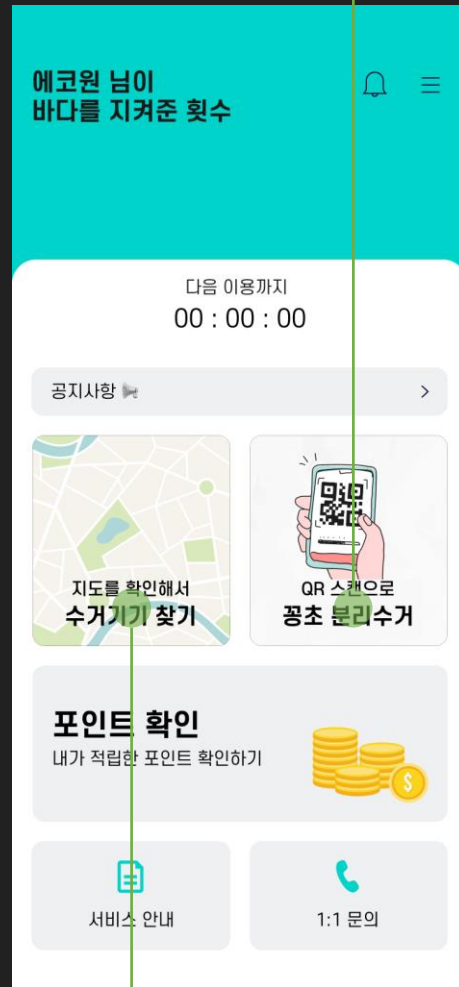 에코원 님이
바다를 지켜준 횟수
다음 이용까지
00 : 00 : 00
공지사항
지도를 확인해서
수거기기 찾기
QR 스캔으로
꽁초 분리수거
포인트 확인
내가 적립한 포인트 확인하기
서비스 안내
1:1 문의